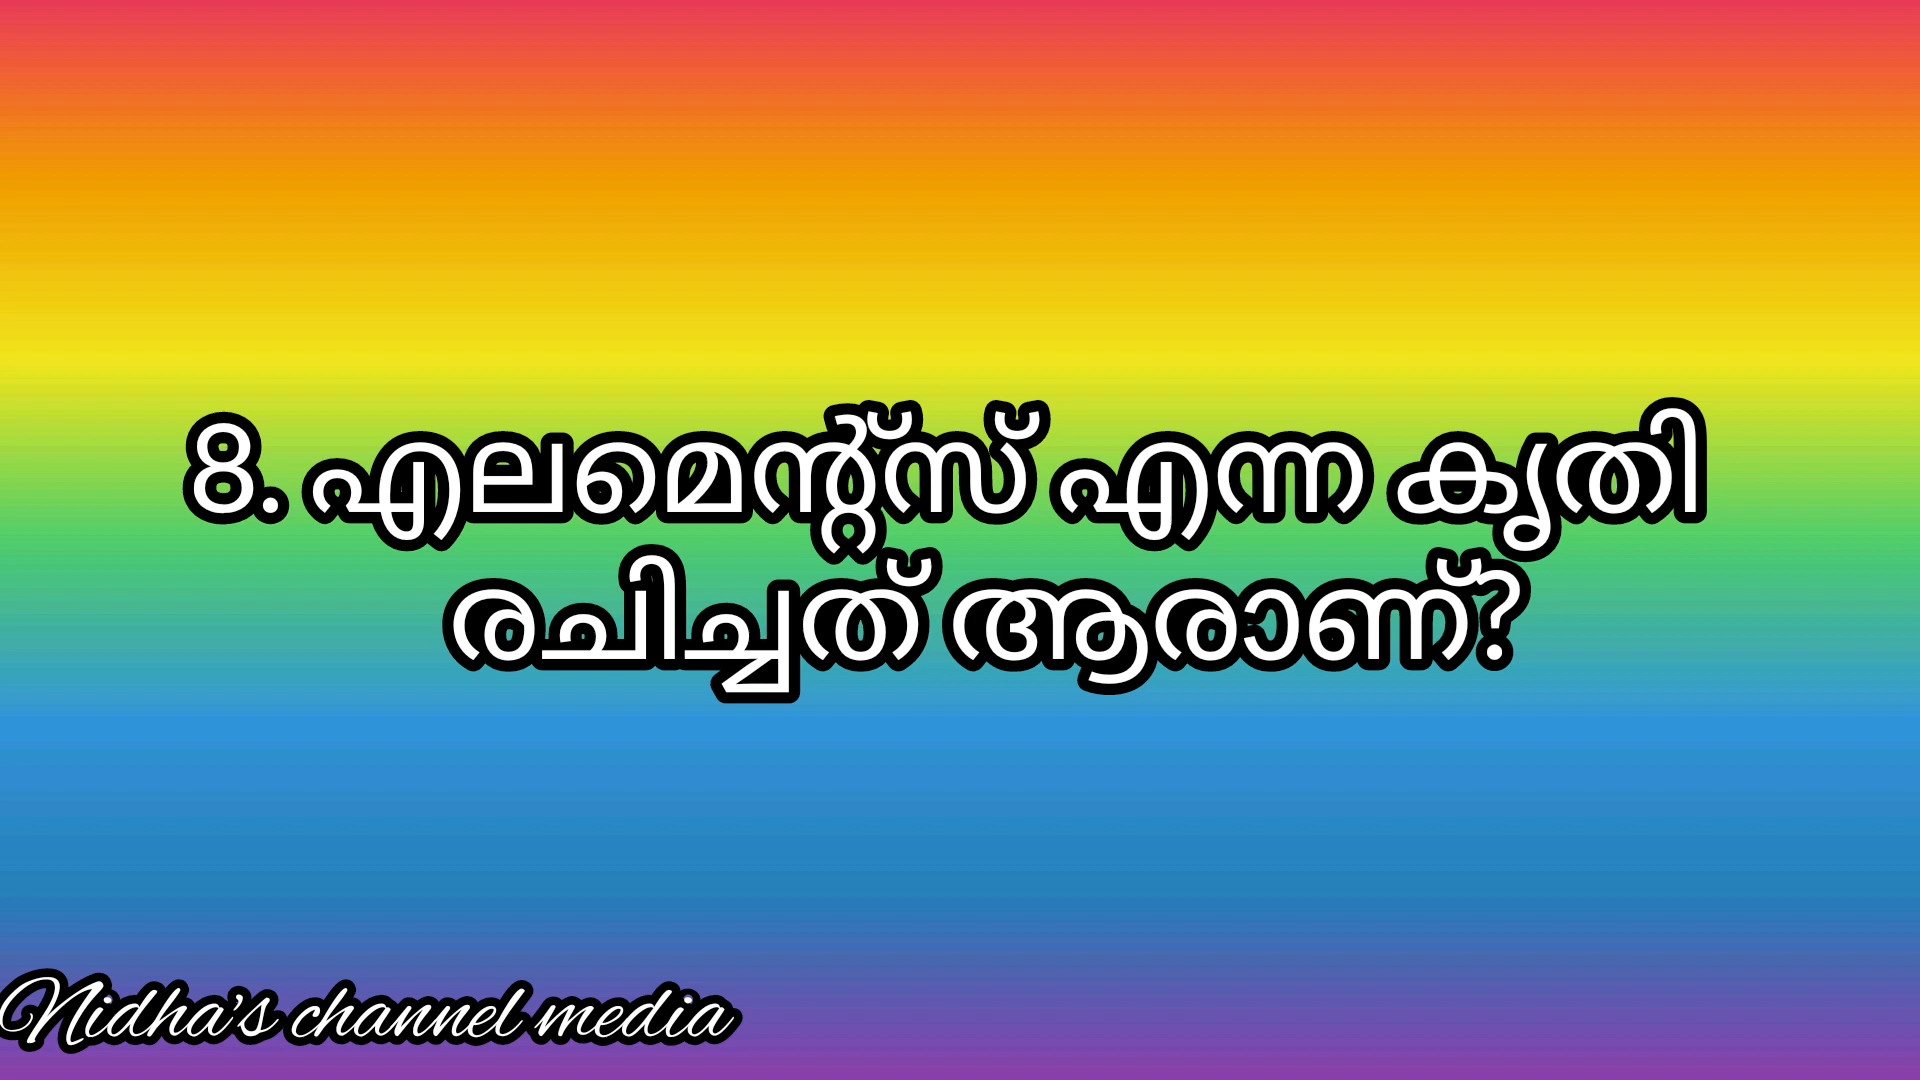 8. എലമെന്റ്സ് എന്ന കൃതി
രചിച്ചത് ആരാണ്?
Nidha's channel media